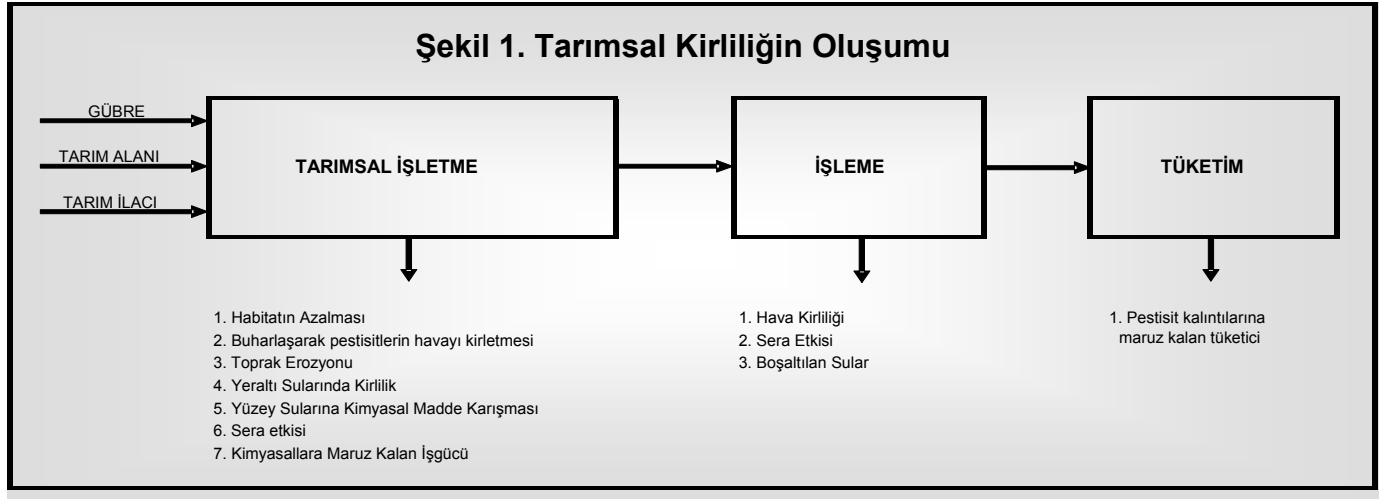 Şekil 1. Tarımsal Kirliliğin Oluşumu
GÜBRE
TARIM ALANI
TARIM İLACI
TARIMSAL İŞLETME
İŞLEME
TÜKETİM
1. Habitatın Azalması
2. Buharlaşarak pestisitlerin havayı kirletmesi
3. Toprak Erozyonu
4. Yeraltı Sularında Kirlilik
5. Yüzey Sularına Kimyasal Madde Karışması
6. Sera etkisi
7. Kimyasallara Maruz Kalan İşgücü
1. Hava Kirliliği
2. Sera Etkisi
3. Boşaltılan Sular
1. Pestisit kalıntılarına
maruz kalan tüketici